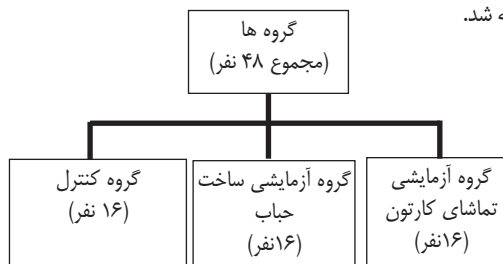 ه شد.
گروه ها
(مجموع ۴۸ نفر)
گروه آزمایشی
تماشای کارتون
(۱۶نفر)
گروه آزمایشی ساخت
حباب
(۱۶نفر)
گروه کنترل
(۱۶ نفر)